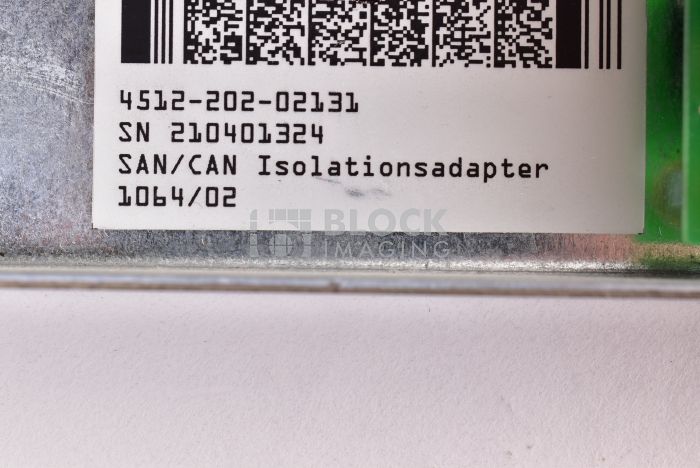 4512-202-02131
SN 210401324
SAN/CAN Isolationsadapter
1064/02
BLOCK
IMAGING